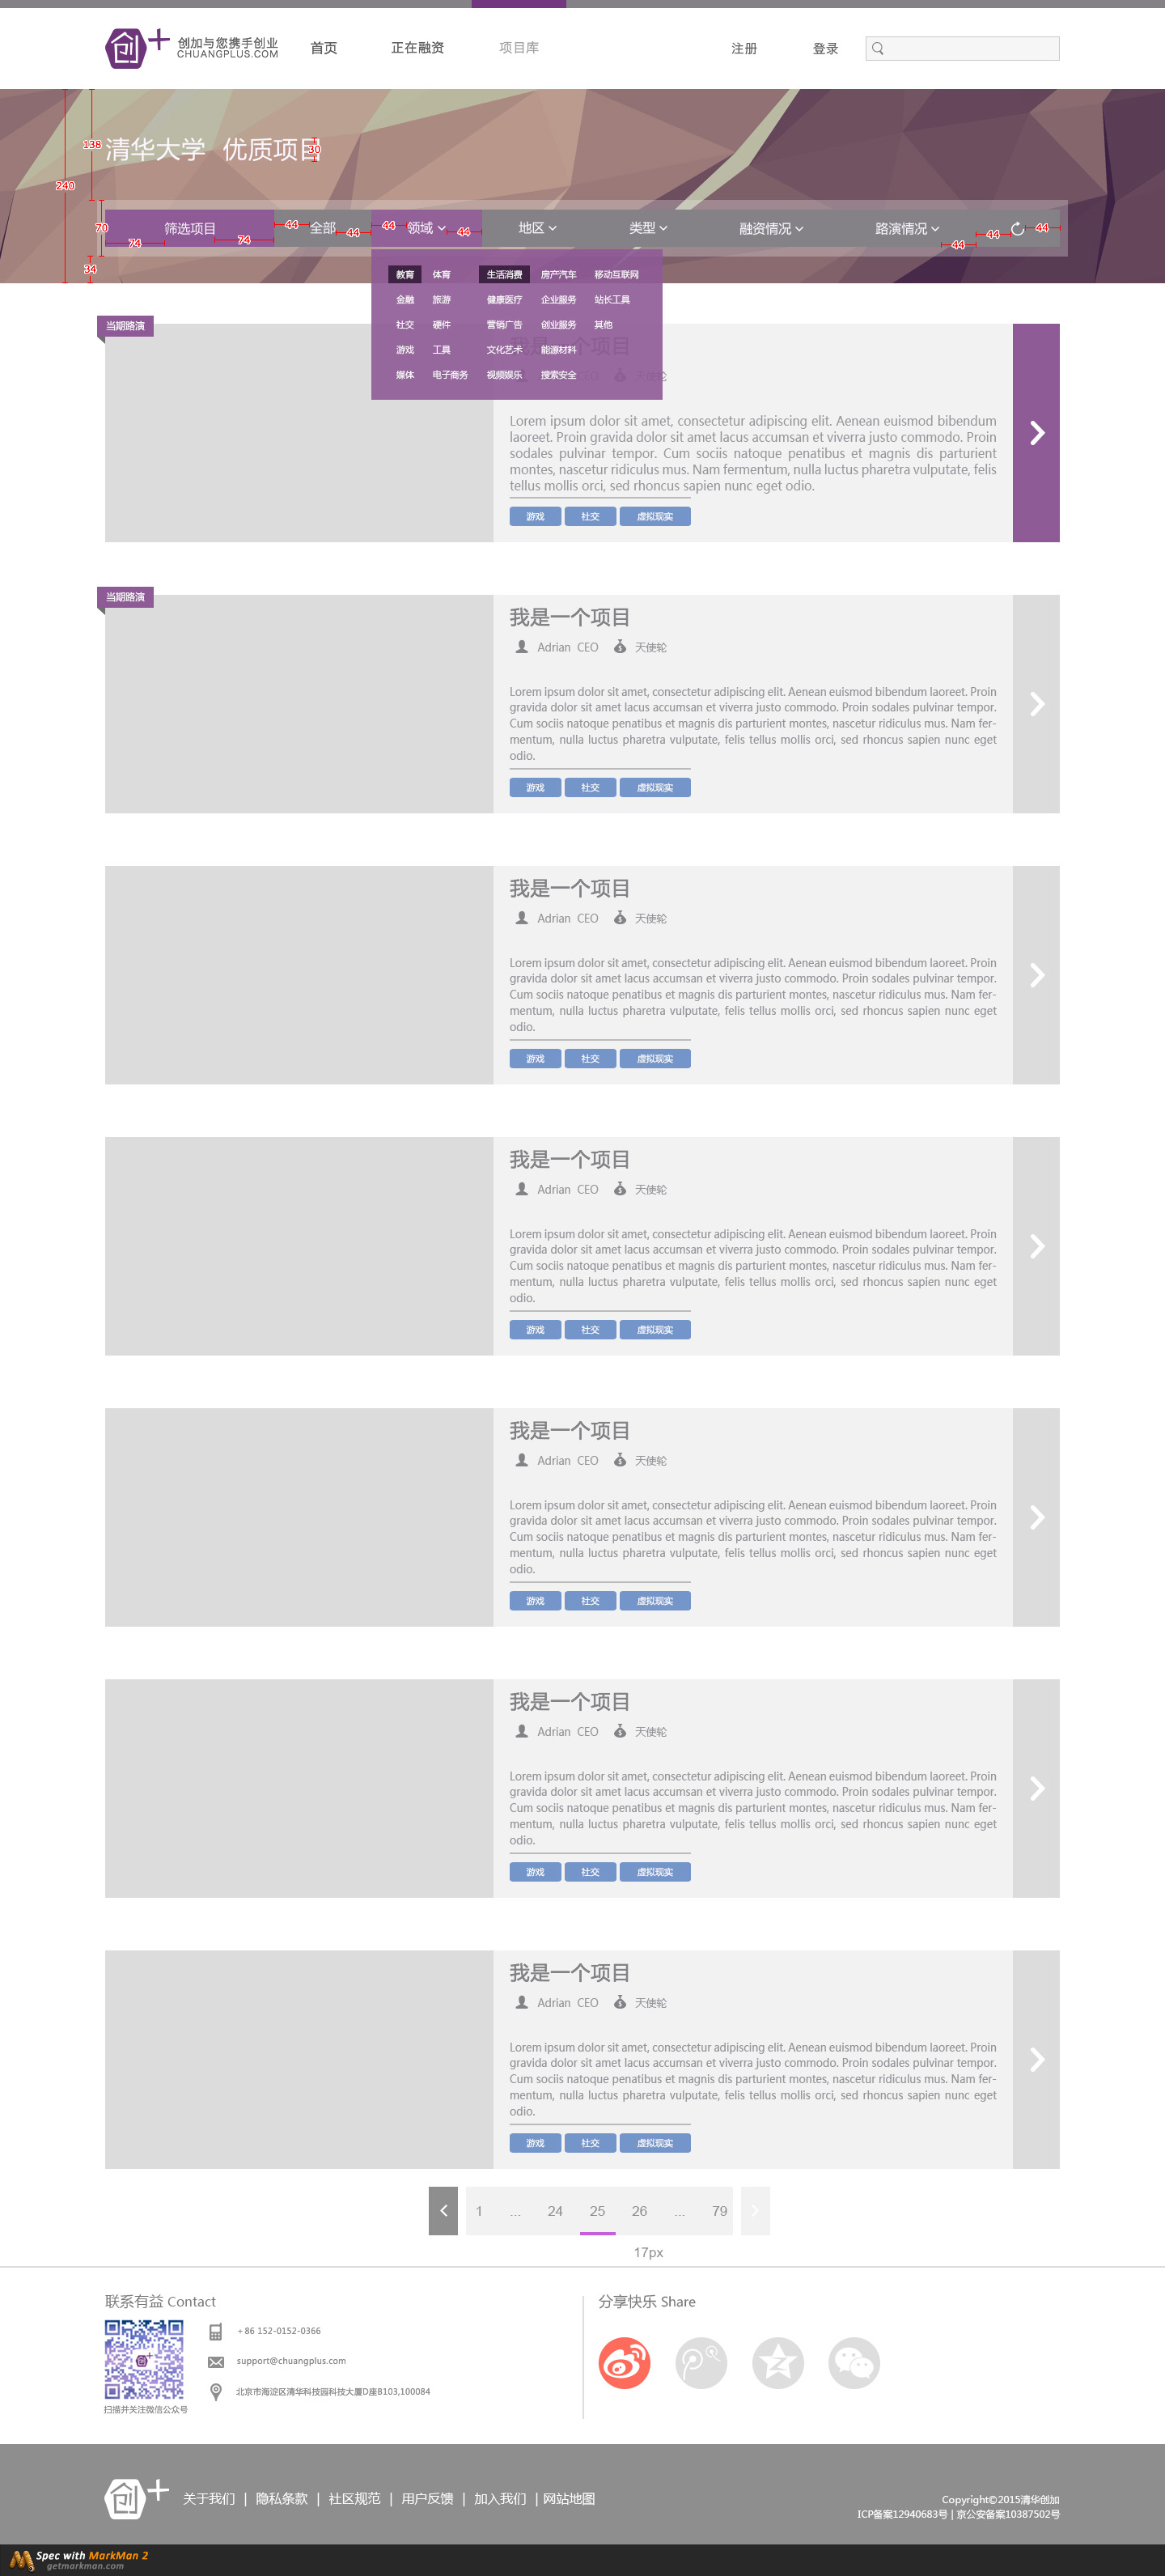 创 创加与您携手创业 首页 正在融资 项目库 注册 登录
CHUANGPLUS.COM
138
清华大学 优质项目
30
240
70 筛选项目 44 全部 44 44 领域 44 地区 类型 融资情况 路演情况 44 44 44
74 74
34
教育 体育 生活消费 房产汽车 移动互联网
金融 旅游 健康医疗 企业服务 站长工具
社交 硬件 营销广告 创业服务 其他
游戏 工具 文化艺术 能源材料
媒体 电子商务 视频娱乐 搜索安全
当期路演
我是一个项目
CEO 天使轮
Lorem ipsum dolor sit amet, consectetur adipiscing elit. Aenean euismod bibendum
laoreet. Proin gravida dolor sit amet lacus accumsan et viverra justo commodo. Proin
sodales pulvinar tempor. Cum sociis natoque penatibus et magnis dis parturient
montes, nascetur ridiculus mus. Nam fermentum, nulla luctus pharetra vulputate, felis
tellus mollis orci, sed rhoncus sapien nunc eget odio.
游戏 社交 虚拟现实
当期路演
我是一个项目
Adrian CEO 天使轮
Lorem ipsum dolor sit amet, consectetur adipiscing elit. Aenean euismod bibendum laoreet. Proin
gravida dolor sit amet lacus accumsan et viverra justo commodo. Proin sodales pulvinar tempor.
Cum sociis natoque penatibus et magnis dis parturient montes, nascetur ridiculus mus. Nam fer-
mentum, nulla luctus pharetra vulputate, felis tellus mollis orci, sed rhoncus sapien nunc eget
odio.
游戏 社交 虚拟现实
我是一个项目
Adrian CEO 天使轮
Lorem ipsum dolor sit amet, consectetur adipiscing elit. Aenean euismod bibendum laoreet. Proin
gravida dolor sit amet lacus accumsan et viverra justo commodo. Proin sodales pulvinar tempor.
Cum sociis natoque penatibus et magnis dis parturient montes, nascetur ridiculus mus. Nam fer-
mentum, nulla luctus pharetra vulputate, felis tellus mollis orci, sed rhoncus sapien nunc eget
odio.
游戏 社交 虚拟现实
我是一个项目
Adrian CEO 天使轮
Lorem ipsum dolor sit amet, consectetur adipiscing elit. Aenean euismod bibendum laoreet. Proin
gravida dolor sit amet lacus accumsan et viverra justo commodo. Proin sodales pulvinar tempor.
Cum sociis natoque penatibus et magnis dis parturient montes, nascetur ridiculus mus. Nam fer-
mentum, nulla luctus pharetra vulputate, felis tellus mollis orci, sed rhoncus sapien nunc eget
odio.
游戏 社交 虚拟现实
我是一个项目
Adrian CEO 天使轮
Lorem ipsum dolor sit amet, consectetur adipiscing elit. Aenean euismod bibendum laoreet. Proin
gravida dolor sit amet lacus accumsan et viverra justo commodo. Proin sodales pulvinar tempor.
Cum sociis natoque penatibus et magnis dis parturient montes, nascetur ridiculus mus. Nam fer-
mentum, nulla luctus pharetra vulputate, felis tellus mollis orci, sed rhoncus sapien nunc eget
odio.
游戏 社交 虚拟现实
我是一个项目
Adrian CEO 天使轮
Lorem ipsum dolor sit amet, consectetur adipiscing elit. Aenean euismod bibendum laoreet. Proin
gravida dolor sit amet lacus accumsan et viverra justo commodo. Proin sodales pulvinar tempor.
Cum sociis natoque penatibus et magnis dis parturient montes, nascetur ridiculus mus. Nam fer-
mentum, nulla luctus pharetra vulputate, felis tellus mollis orci, sed rhoncus sapien nunc eget
odio.
游戏 社交 虚拟现实
我是一个项目
Adrian CEO 天使轮
Lorem ipsum dolor sit amet, consectetur adipiscing elit. Aenean euismod bibendum laoreet. Proin
gravida dolor sit amet lacus accumsan et viverra justo commodo. Proin sodales pulvinar tempor.
Cum sociis natoque penatibus et magnis dis parturient montes, nascetur ridiculus mus. Nam fer-
mentum, nulla luctus pharetra vulputate, felis tellus mollis orci, sed rhoncus sapien nunc eget
odio.
游戏 社交 虚拟现实
1 ... 24 25 26 ... 79
17px
联系有益 Contact 分享快乐 Share
+86 152-0152-0366
support@chuangplus.com
北京市海淀区清华科技园科技大厦D座B103,100084
扫描并关注微信公众号
创 关于我们 | 隐私条款 | 社区规范 | 用户反馈 | 加入我们 | 网站地图
Copyright©2015清华创加
ICP备案12940683号 | 京公安备案10387502号
Spec with MarkMan 2
getmarkman.com